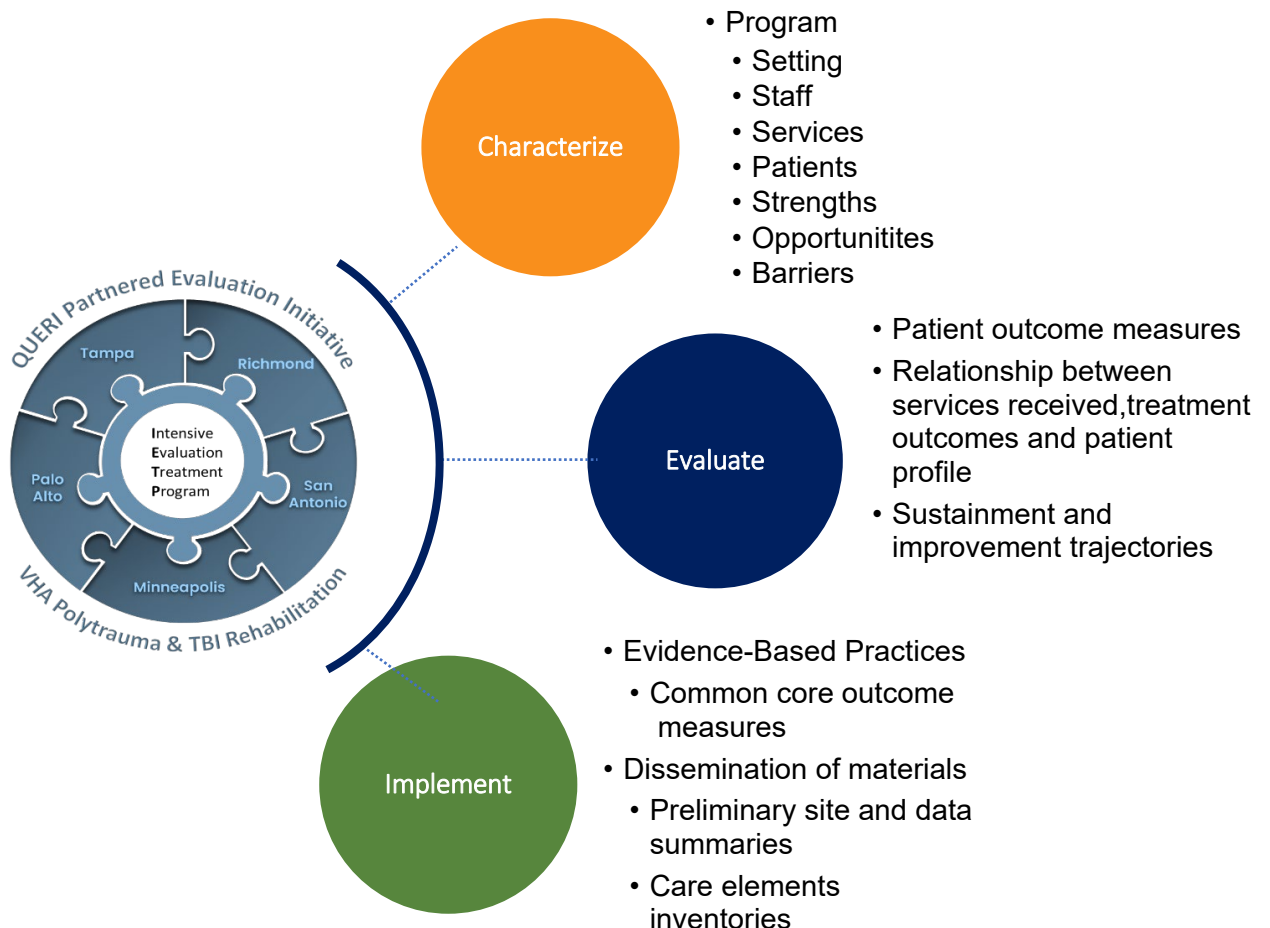 QUERI Partnered Evaluation Initiative
Tampa
Richmond
Intensive
Evaluation
Treatment
Program
Palo
Alto
San
Antonio
Minneapolis
VHA Polytrauma & TBI Rehabilitation
Characterize
• Program
• Setting
• Staff
• Services
• Patients
• Strengths
• Opportunitites
• Barriers
Evaluate
• Patient outcome measures
• Relationship between
services received,treatment
outcomes and patient
profile
• Sustainment and
improvement trajectories
Implement
• Evidence-Based Practices
• Common core outcome
measures
• Dissemination of materials
• Preliminary site and data
summaries
• Care elements
inventories